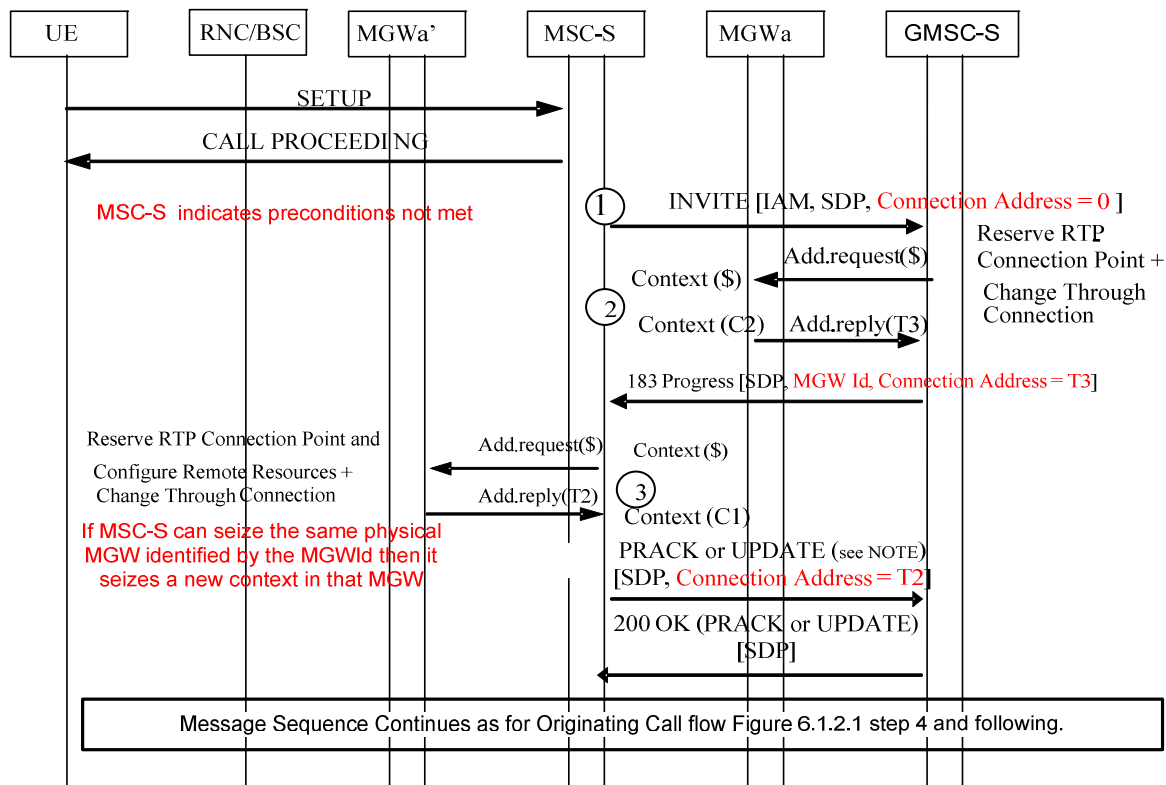 UE
RNC/BSC
MGWa’
MSC-S
MGWa
GMSC-S
SETUP
CALL PROCEEDING
MSC-S indicates preconditions not met
1
INVITE [IAM, SDP, Connection Address = 0 ]
Reserve RTP
Connection Point +
Change Through
Connection
Add.request($)
Context ($)
2
Context (C2)
Add.reply(T3)
183 Progress [SDP, MGW Id, Connection Address = T3]
Reserve RTP Connection Point and
Configure Remote Resources +
Change Through Connection
Add.request($)
Context ($)
3
Add.reply(T2)
Context (C1)
If MSC-S can seize the same physical
MGW identified by the MGWId then it
seizes a new context in that MGW
PRACK or UPDATE (see NOTE)
[SDP, Connection Address = T2]
200 OK (PRACK or UPDATE)
[SDP]
Message Sequence Continues as for Originating Call flow Figure 6.1.2.1 step 4 and following.